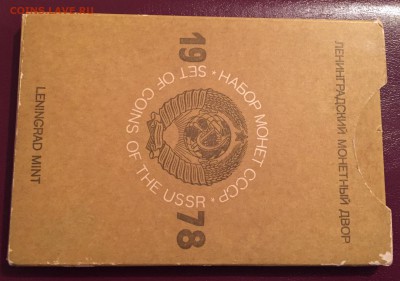 COINS.LAVE.RU
ЛЕНИНГРАДСКИЙ МОНЕТНЫЙ ДВОР
19 78
· НАБОР МОНЕТ СССР · SET OF COINS OF THE USSR
LENINGRAD MINT